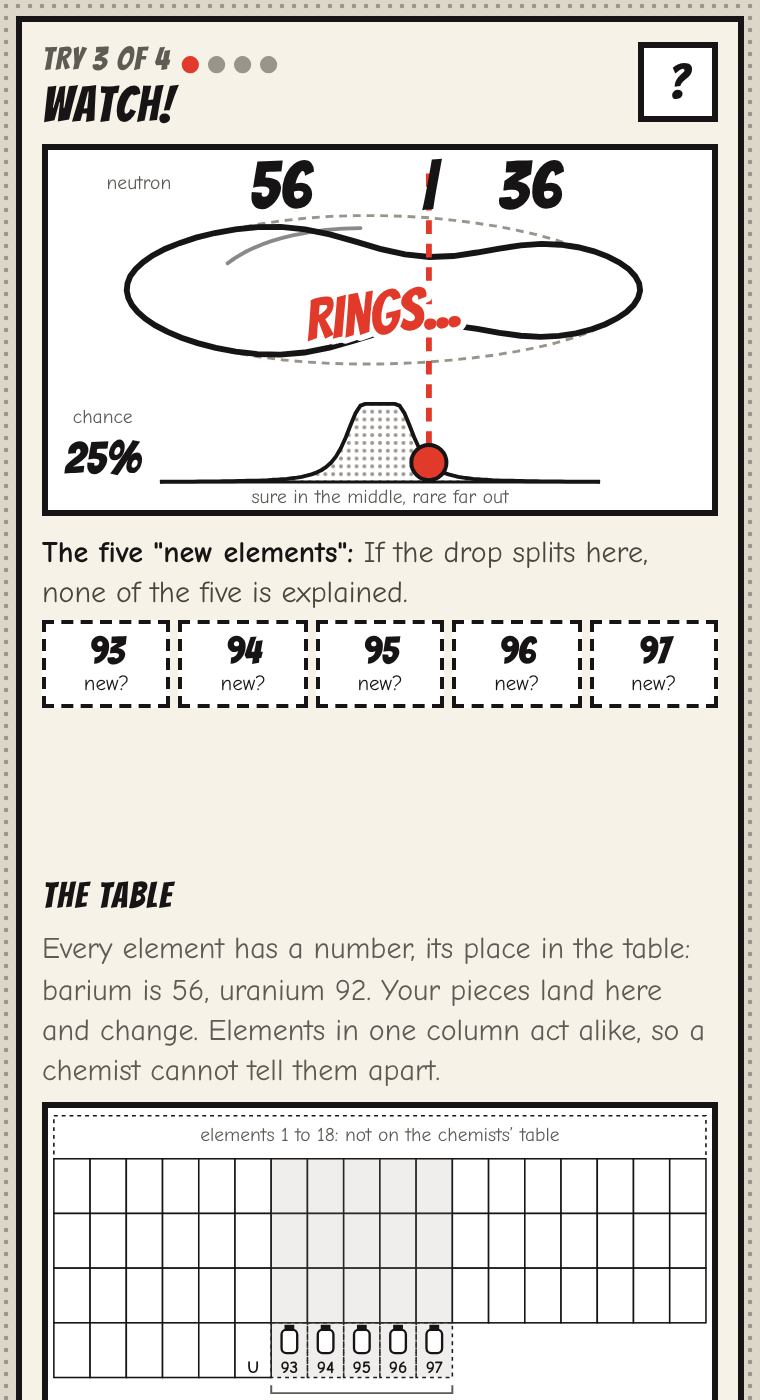 TRY 3 OF 4
WATCH!
?
neutron
56 / 36
RINGS...
chance
25%
sure in the middle, rare far out
The five "new elements": If the drop splits here,
none of the five is explained.
93 94 95 96 97
new? new? new? new? new?
THE TABLE
Every element has a number, its place in the table:
barium is 56, uranium 92. Your pieces land here
and change. Elements in one column act alike, so a
chemist cannot tell them apart.
elements 1 to 18: not on the chemists’ table
U 93 94 95 96 97